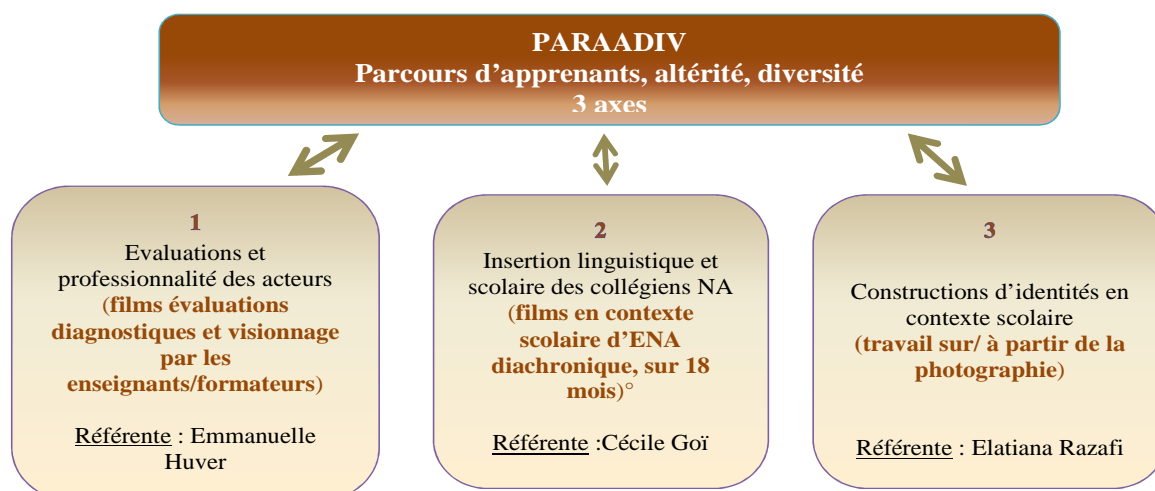 PARAADIV
Parcours d’apprenants, altérité, diversité
3 axes
1
Evaluations et
professionnalité des acteurs
(films évaluations
diagnostiques et visionnage
par les
enseignants/formateurs)
Référente : Emmanuelle
Huver
2
Insertion linguistique et
scolaire des collégiens NA
(films en contexte
scolaire d’ENA
diachronique, sur 18
mois)°
Référente :Cécile Goï
3
Constructions d’identités en
contexte scolaire
(travail sur/ à partir de la
photographie)
Référente : Elatiana Razafi